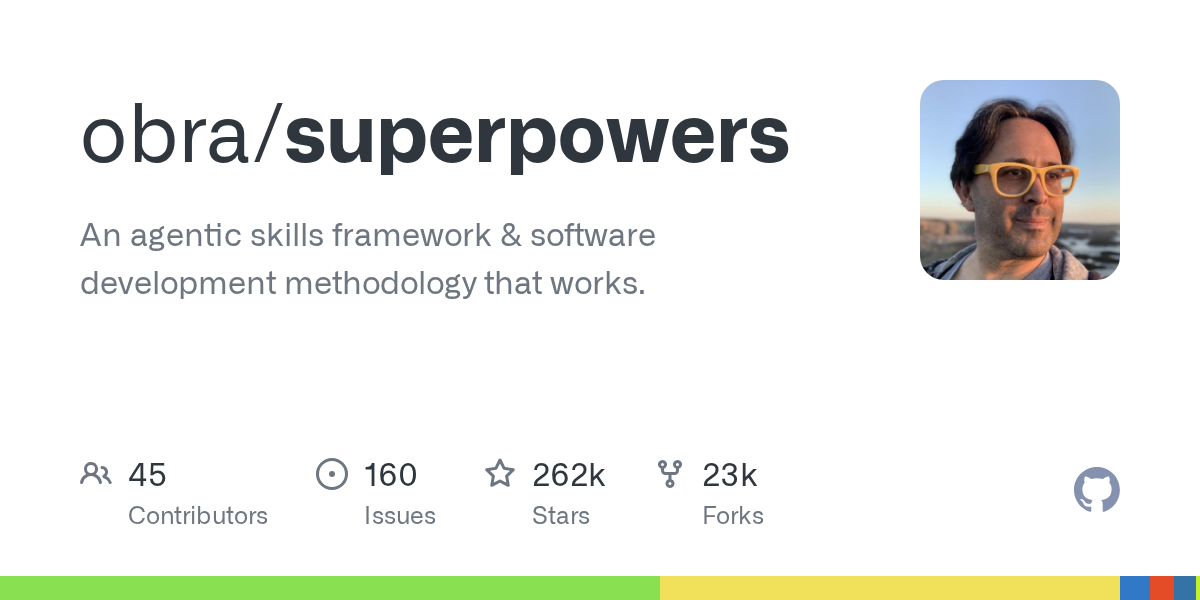 obra/superpowers
An agentic skills framework & software
development methodology that works.
45
Contributors
160
Issues
262k
Stars
23k
Forks